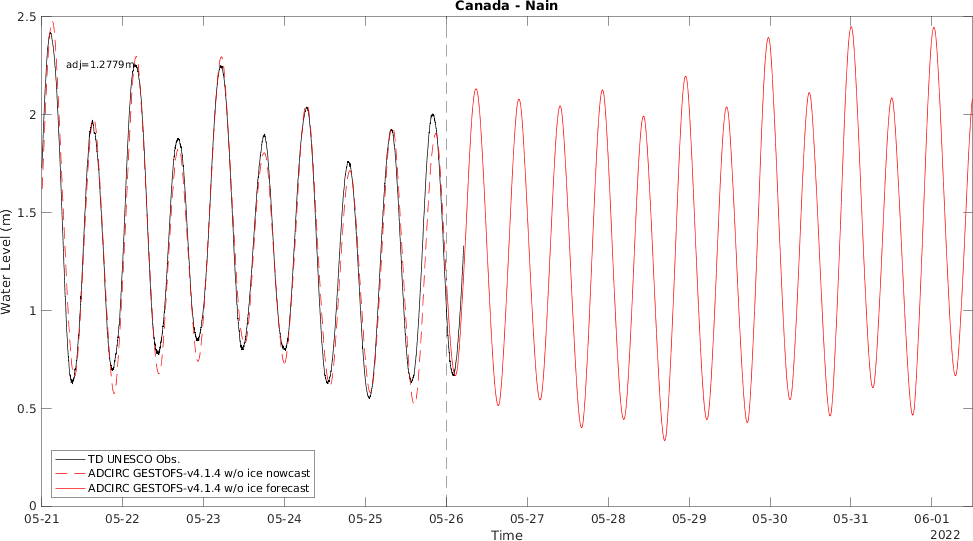 Canada - Nain
2.5
adj=1.2779m
2
1.5
Water Level (m)
1
0.5
TD UNESCO Obs.
ADCIRC GESTOFS-v4.1.4 w/o ice nowcast
ADCIRC GESTOFS-v4.1.4 w/o ice forecast
0
05-21 05-22 05-23 05-24 05-25 05-26 05-27 05-28 05-29 05-30 05-31 06-01
Time
2022